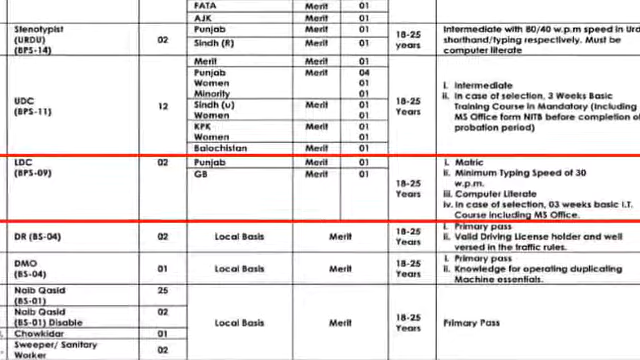 FATA Merit 01
AJK Merit 01
Stenotypist
(URDU)
(BPS-14)
02
Punjab Merit 01
Sindh (R) Merit 01
18-25
Years
Intermediate with 80/40 w.p.m speed in Urd
shorthand/typing respectively. Must be
computer literate
UDC
(BPS-11)
12
Merit Merit 01
Punjab Merit 04
Women 01
Minority 01
Sindh (u) Merit 01
Women 01
KPK Merit 01
Women 01
Balochistan Merit 01
18-25
Years
i. Intermediate
ii. In case of selection, 3 Weeks Basic
Training Course in Mandatory (Including
MS Office form NITB before completion o
probation period)
LDC
(BPS-09)
02
Punjab Merit 01
GB Merit 01
18-25
Years
i. Matric
ii. Minimum Typing Speed of 30
w.p.m.
iii. Computer Literate
iv. In case of selection, 03 weeks basic I.T.
Course including MS Office.
DR (BS-04) 02 Local Basis Merit
18-25
Years
i. Primary pass
ii. Valid Driving License holder and well
versed in the traffic rules.
DMO
(BS-04)
01 Local Basis Merit
18-25
Years
i. Primary pass
ii. Knowledge for operating duplicating
Machine essentials.
Naib Qasid
(BS-01)
25
Naib Qasid
(BS-01) Disable
02
Chowkidar 01
Sweeper/ Sanitary
Worker
02
Local Basis Merit
18-25
Years
Primary Pass